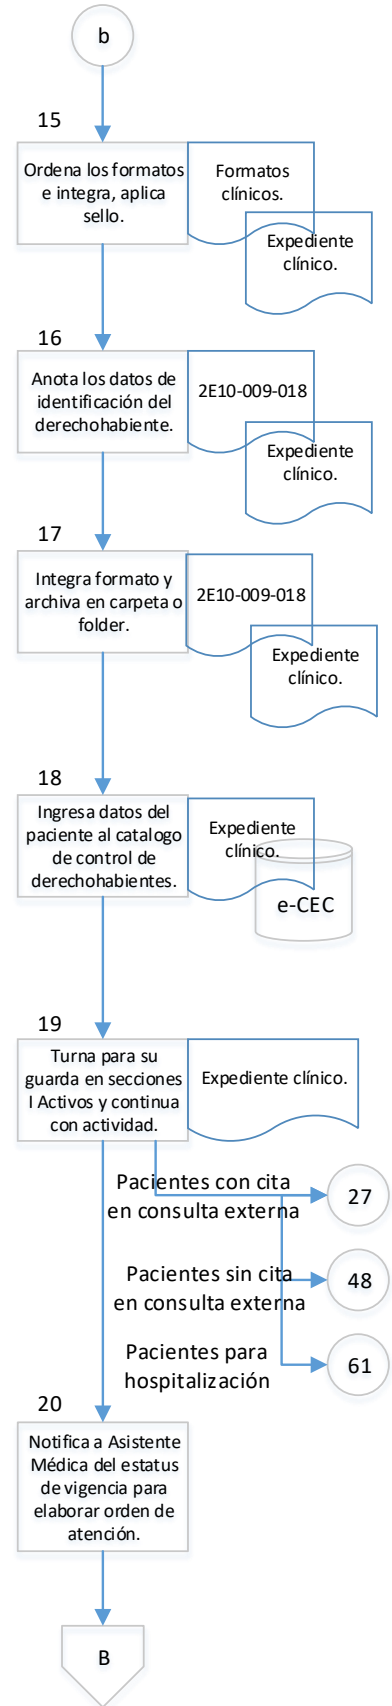 b
15
Ordena los formatos
e integra, aplica
sello.
Formatos
clínicos.
Expediente
clínico.
16
Anota los datos de
identificación del
derechohabiente.
2E10-009-018
Expediente
clínico.
17
Integra formato y
archiva en carpeta o
folder.
2E10-009-018
Expediente
clínico.
18
Ingresa datos del
paciente al catalogo
de control de
derechohabientes.
Expediente
clínico.
e-CEC
19
Turna para su
guarda en secciones
I Activos y continua
con actividad.
Expediente clínico.
Pacientes con cita
en consulta externa
27
Pacientes sin cita
en consulta externa
48
Pacientes para
hospitalización
61
20
Notifica a Asistente
Médica del estatus
de vigencia para
elaborar orden de
atención.
B